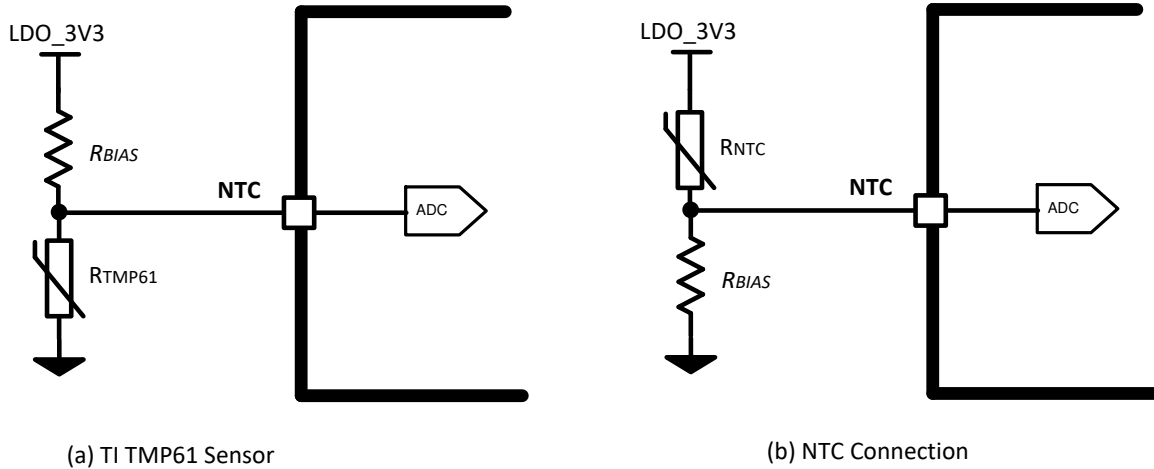 LDO_3V3
RBIAS
NTC
ADC
RTMP61
(a) TI TMP61 Sensor
LDO_3V3
RNTC
NTC
ADC
RBIAS
(b) NTC Connection